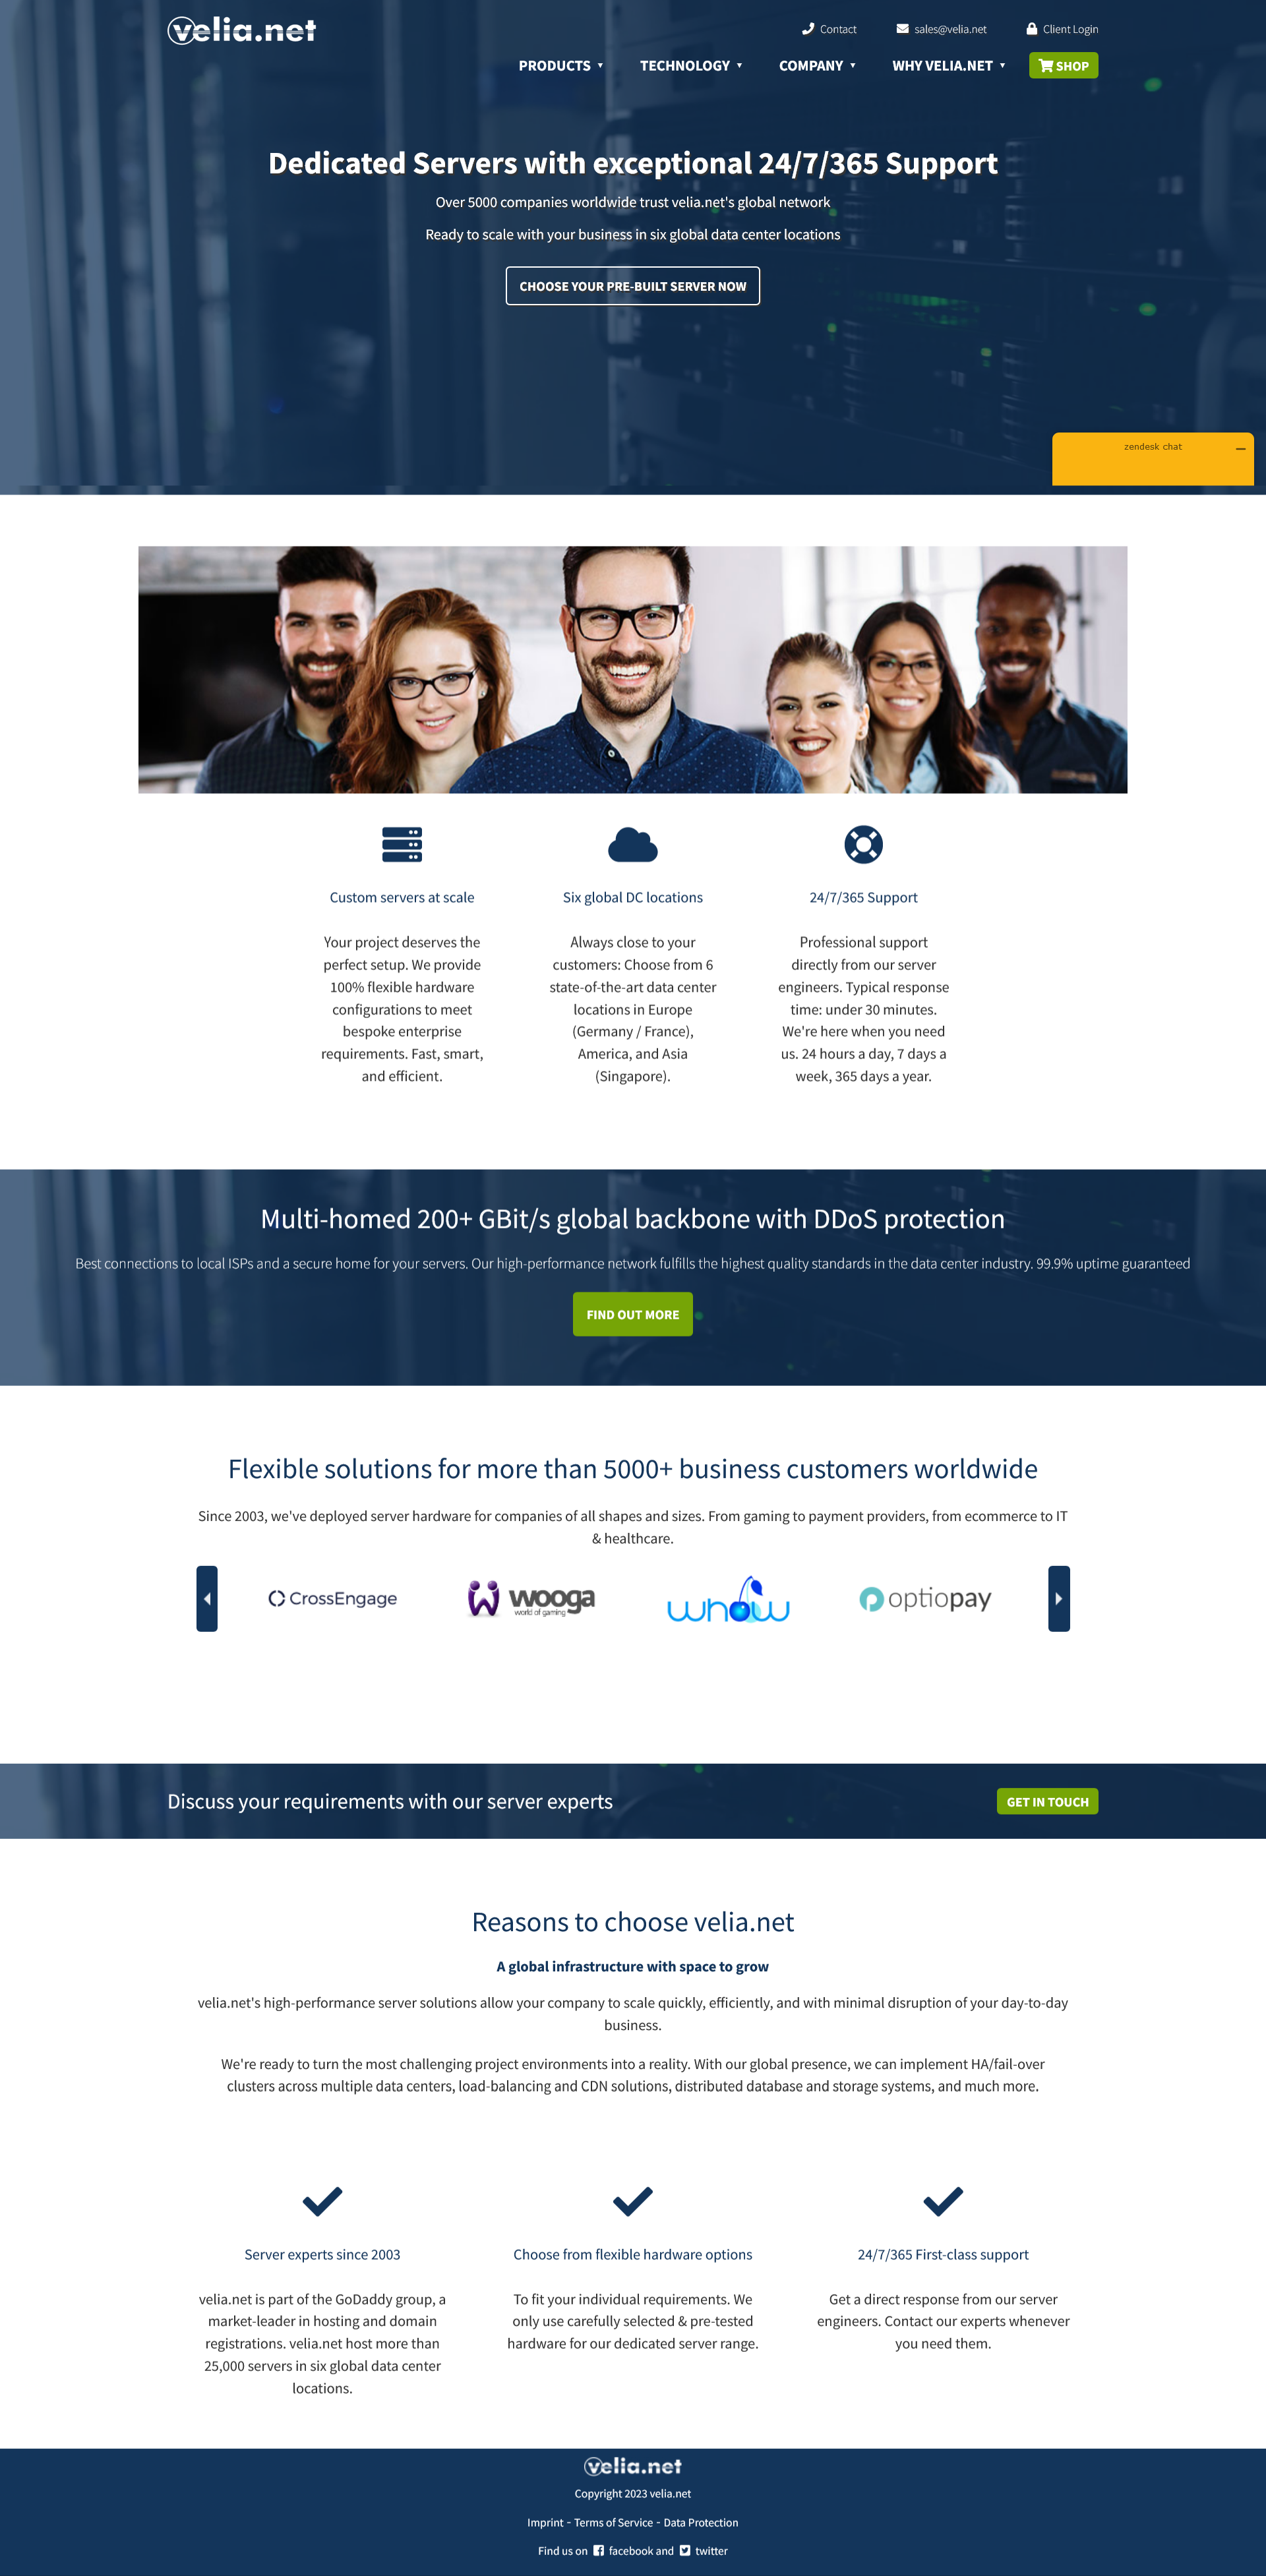 velia.net
Contact
sales@velia.net
Client Login
PRODUCTS ▼
TECHNOLOGY ▼
COMPANY ▼
WHY VELIA.NET ▼
SHOP
Dedicated Servers with exceptional 24/7/365 Support
Over 5000 companies worldwide trust velia.net's global network
Ready to scale with your business in six global data center locations
CHOOSE YOUR PRE-BUILT SERVER NOW
zendesk chat
Custom servers at scale
Your project deserves the
perfect setup. We provide
100% flexible hardware
configurations to meet
bespoke enterprise
requirements. Fast, smart,
and efficient.
Six global DC locations
Always close to your
customers: Choose from 6
state-of-the-art data center
locations in Europe
(Germany / France),
America, and Asia
(Singapore).
24/7/365 Support
Professional support
directly from our server
engineers. Typical response
time: under 30 minutes.
We're here when you need
us. 24 hours a day, 7 days a
week, 365 days a year.
Multi-homed 200+ GBit/s global backbone with DDoS protection
Best connections to local ISPs and a secure home for your servers. Our high-performance network fulfills the highest quality standards in the data center industry. 99.9% uptime guaranteed
FIND OUT MORE
Flexible solutions for more than 5000+ business customers worldwide
Since 2003, we've deployed server hardware for companies of all shapes and sizes. From gaming to payment providers, from ecommerce to IT
& healthcare.
CrossEngage
wooga
world of gaming
whow
optiopay
Discuss your requirements with our server experts
GET IN TOUCH
Reasons to choose velia.net
A global infrastructure with space to grow
velia.net's high-performance server solutions allow your company to scale quickly, efficiently, and with minimal disruption of your day-to-day
business.
We're ready to turn the most challenging project environments into a reality. With our global presence, we can implement HA/fail-over
clusters across multiple data centers, load-balancing and CDN solutions, distributed database and storage systems, and much more.
Server experts since 2003
velia.net is part of the GoDaddy group, a
market-leader in hosting and domain
registrations. velia.net host more than
25,000 servers in six global data center
locations.
Choose from flexible hardware options
To fit your individual requirements. We
only use carefully selected & pre-tested
hardware for our dedicated server range.
24/7/365 First-class support
Get a direct response from our server
engineers. Contact our experts whenever
you need them.
velia.net
Copyright 2023 velia.net
Imprint - Terms of Service - Data Protection
Find us on facebook and twitter